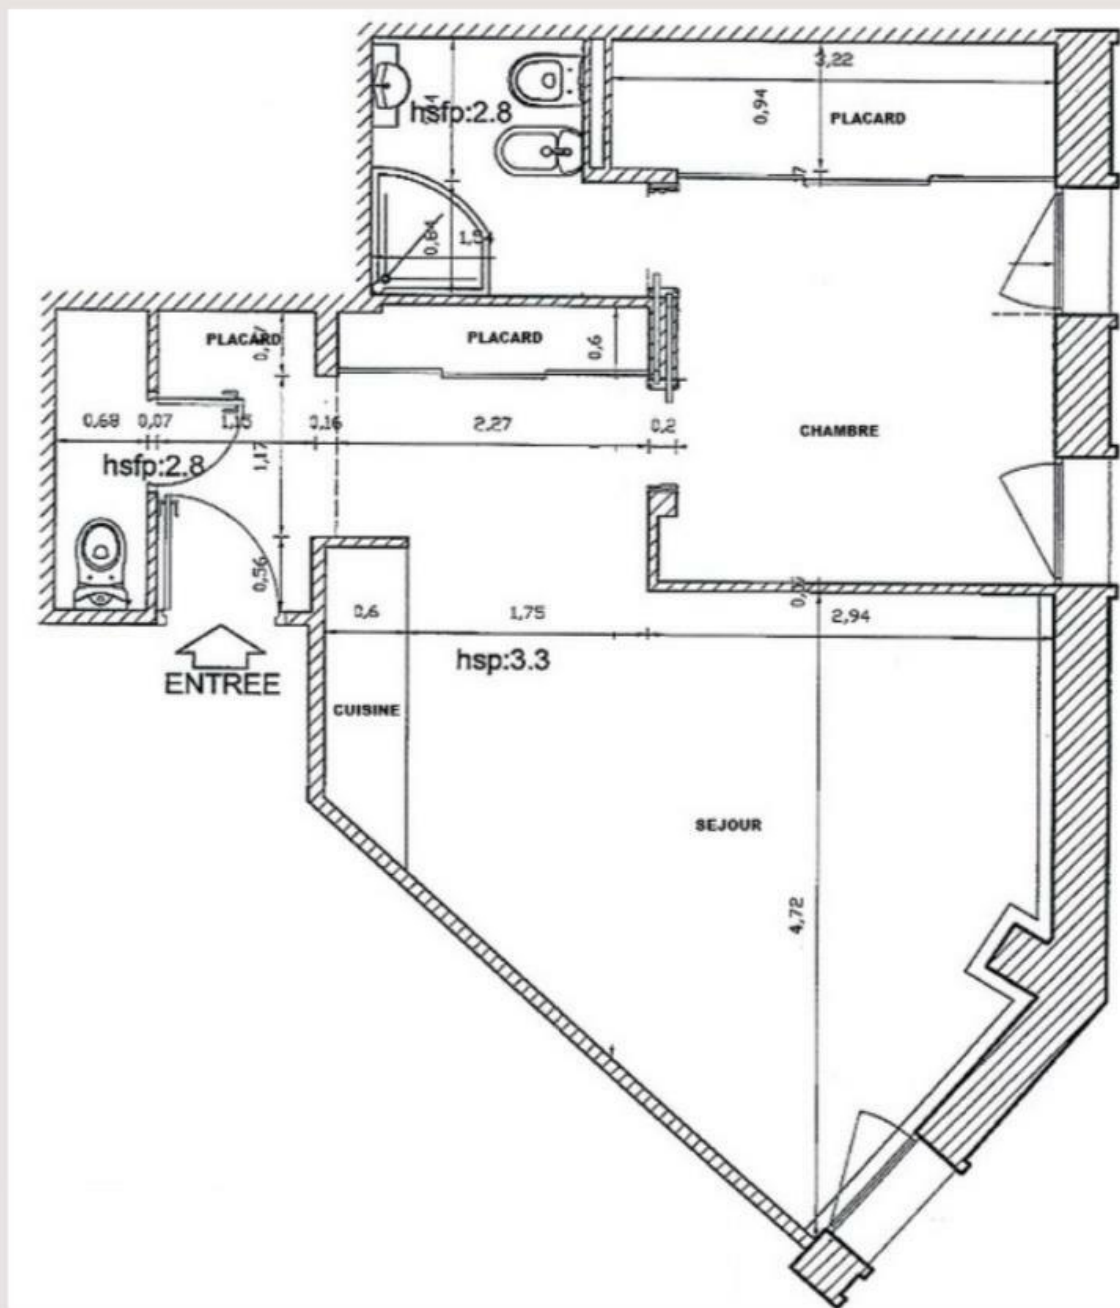 3,22
hsfp:2.8
0,94
PLACARD
0,84
1,54
PLACARD
PLACARD
0,6
0,68
0,07
1,15
0,16
2,27
0,2
CHAMBRE
hsfp:2.8
1,17
0,56
0,6
1,75
2,94
hsp:3.3
ENTREE
CUISINE
SEJOUR
4,72